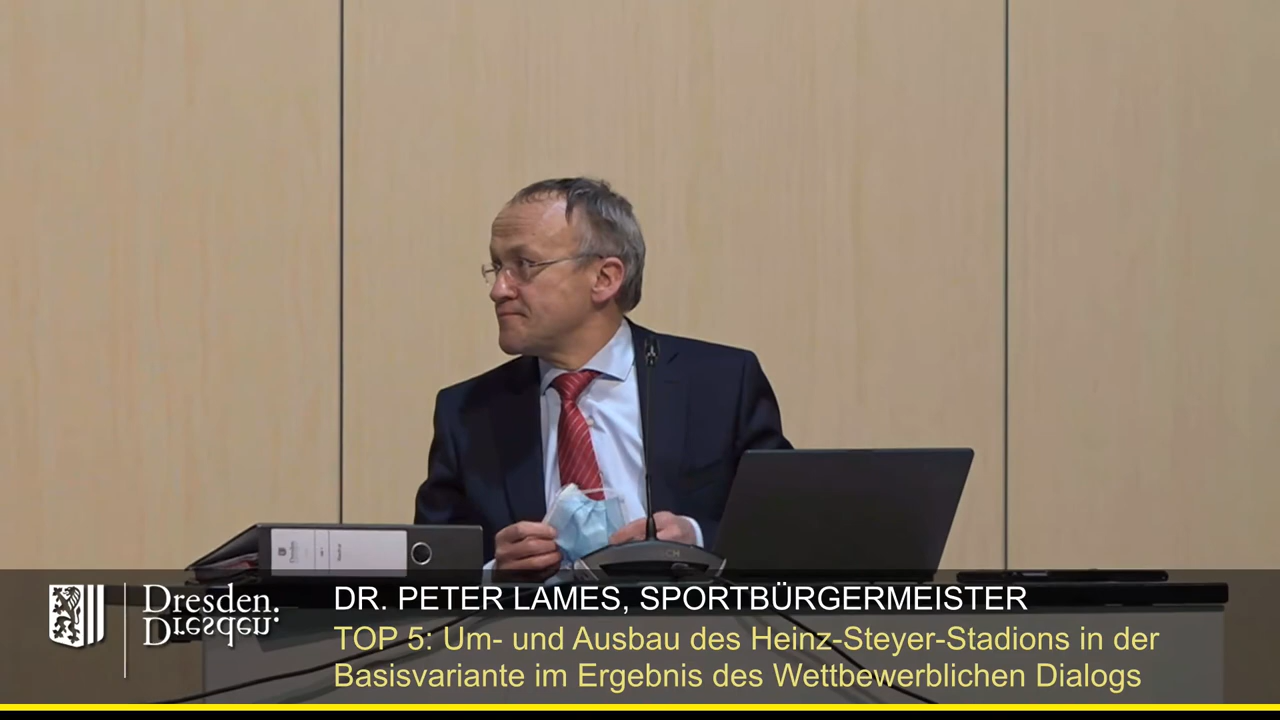 Dresden.
Dresden.
DR. PETER LAMES, SPORTBÜRGERMEISTER
TOP 5: Um- und Ausbau des Heinz-Steyer-Stadions in der
Basisvariante im Ergebnis des Wettbewerblichen Dialogs